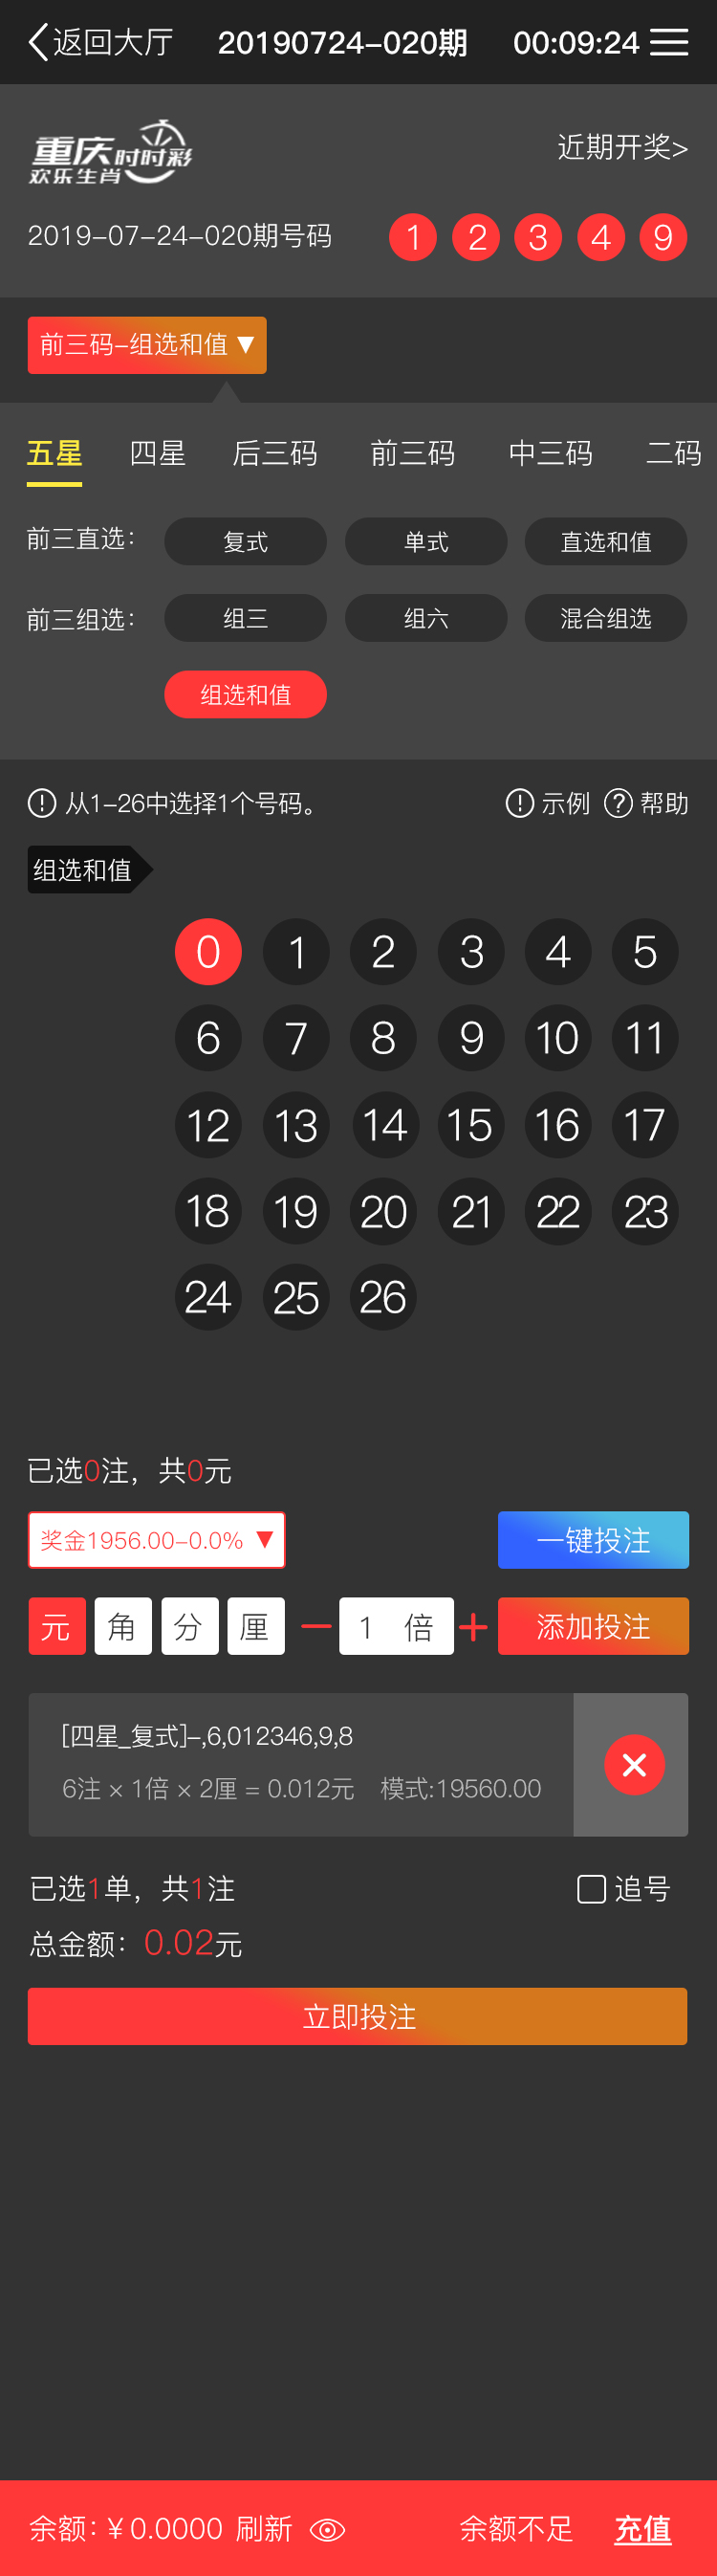 返回大厅 20190724-020期 00:09:24
重庆时时彩
欢乐生肖
近期开奖>
2019-07-24-020期号码 1 2 3 4 9
前三码-组选和值 ▼
五星 四星 后三码 前三码 中三码 二码
前三直选： 复式 单式 直选和值
前三组选： 组三 组六 混合组选
组选和值
从1-26中选择1个号码。 示例 帮助
组选和值
0 1 2 3 4 5
6 7 8 9 10 11
12 13 14 15 16 17
18 19 20 21 22 23
24 25 26
已选0注，共0元
奖金1956.00-0.0% ▼ 一键投注
元 角 分 厘 — 1 倍 + 添加投注
[四星_复式]-,6,012346,9,8
6注 × 1倍 × 2厘 = 0.012元 模式:19560.00
已选1单，共1注 追号
总金额：0.02元
立即投注
余额：¥ 0.0000 刷新 余额不足 充值